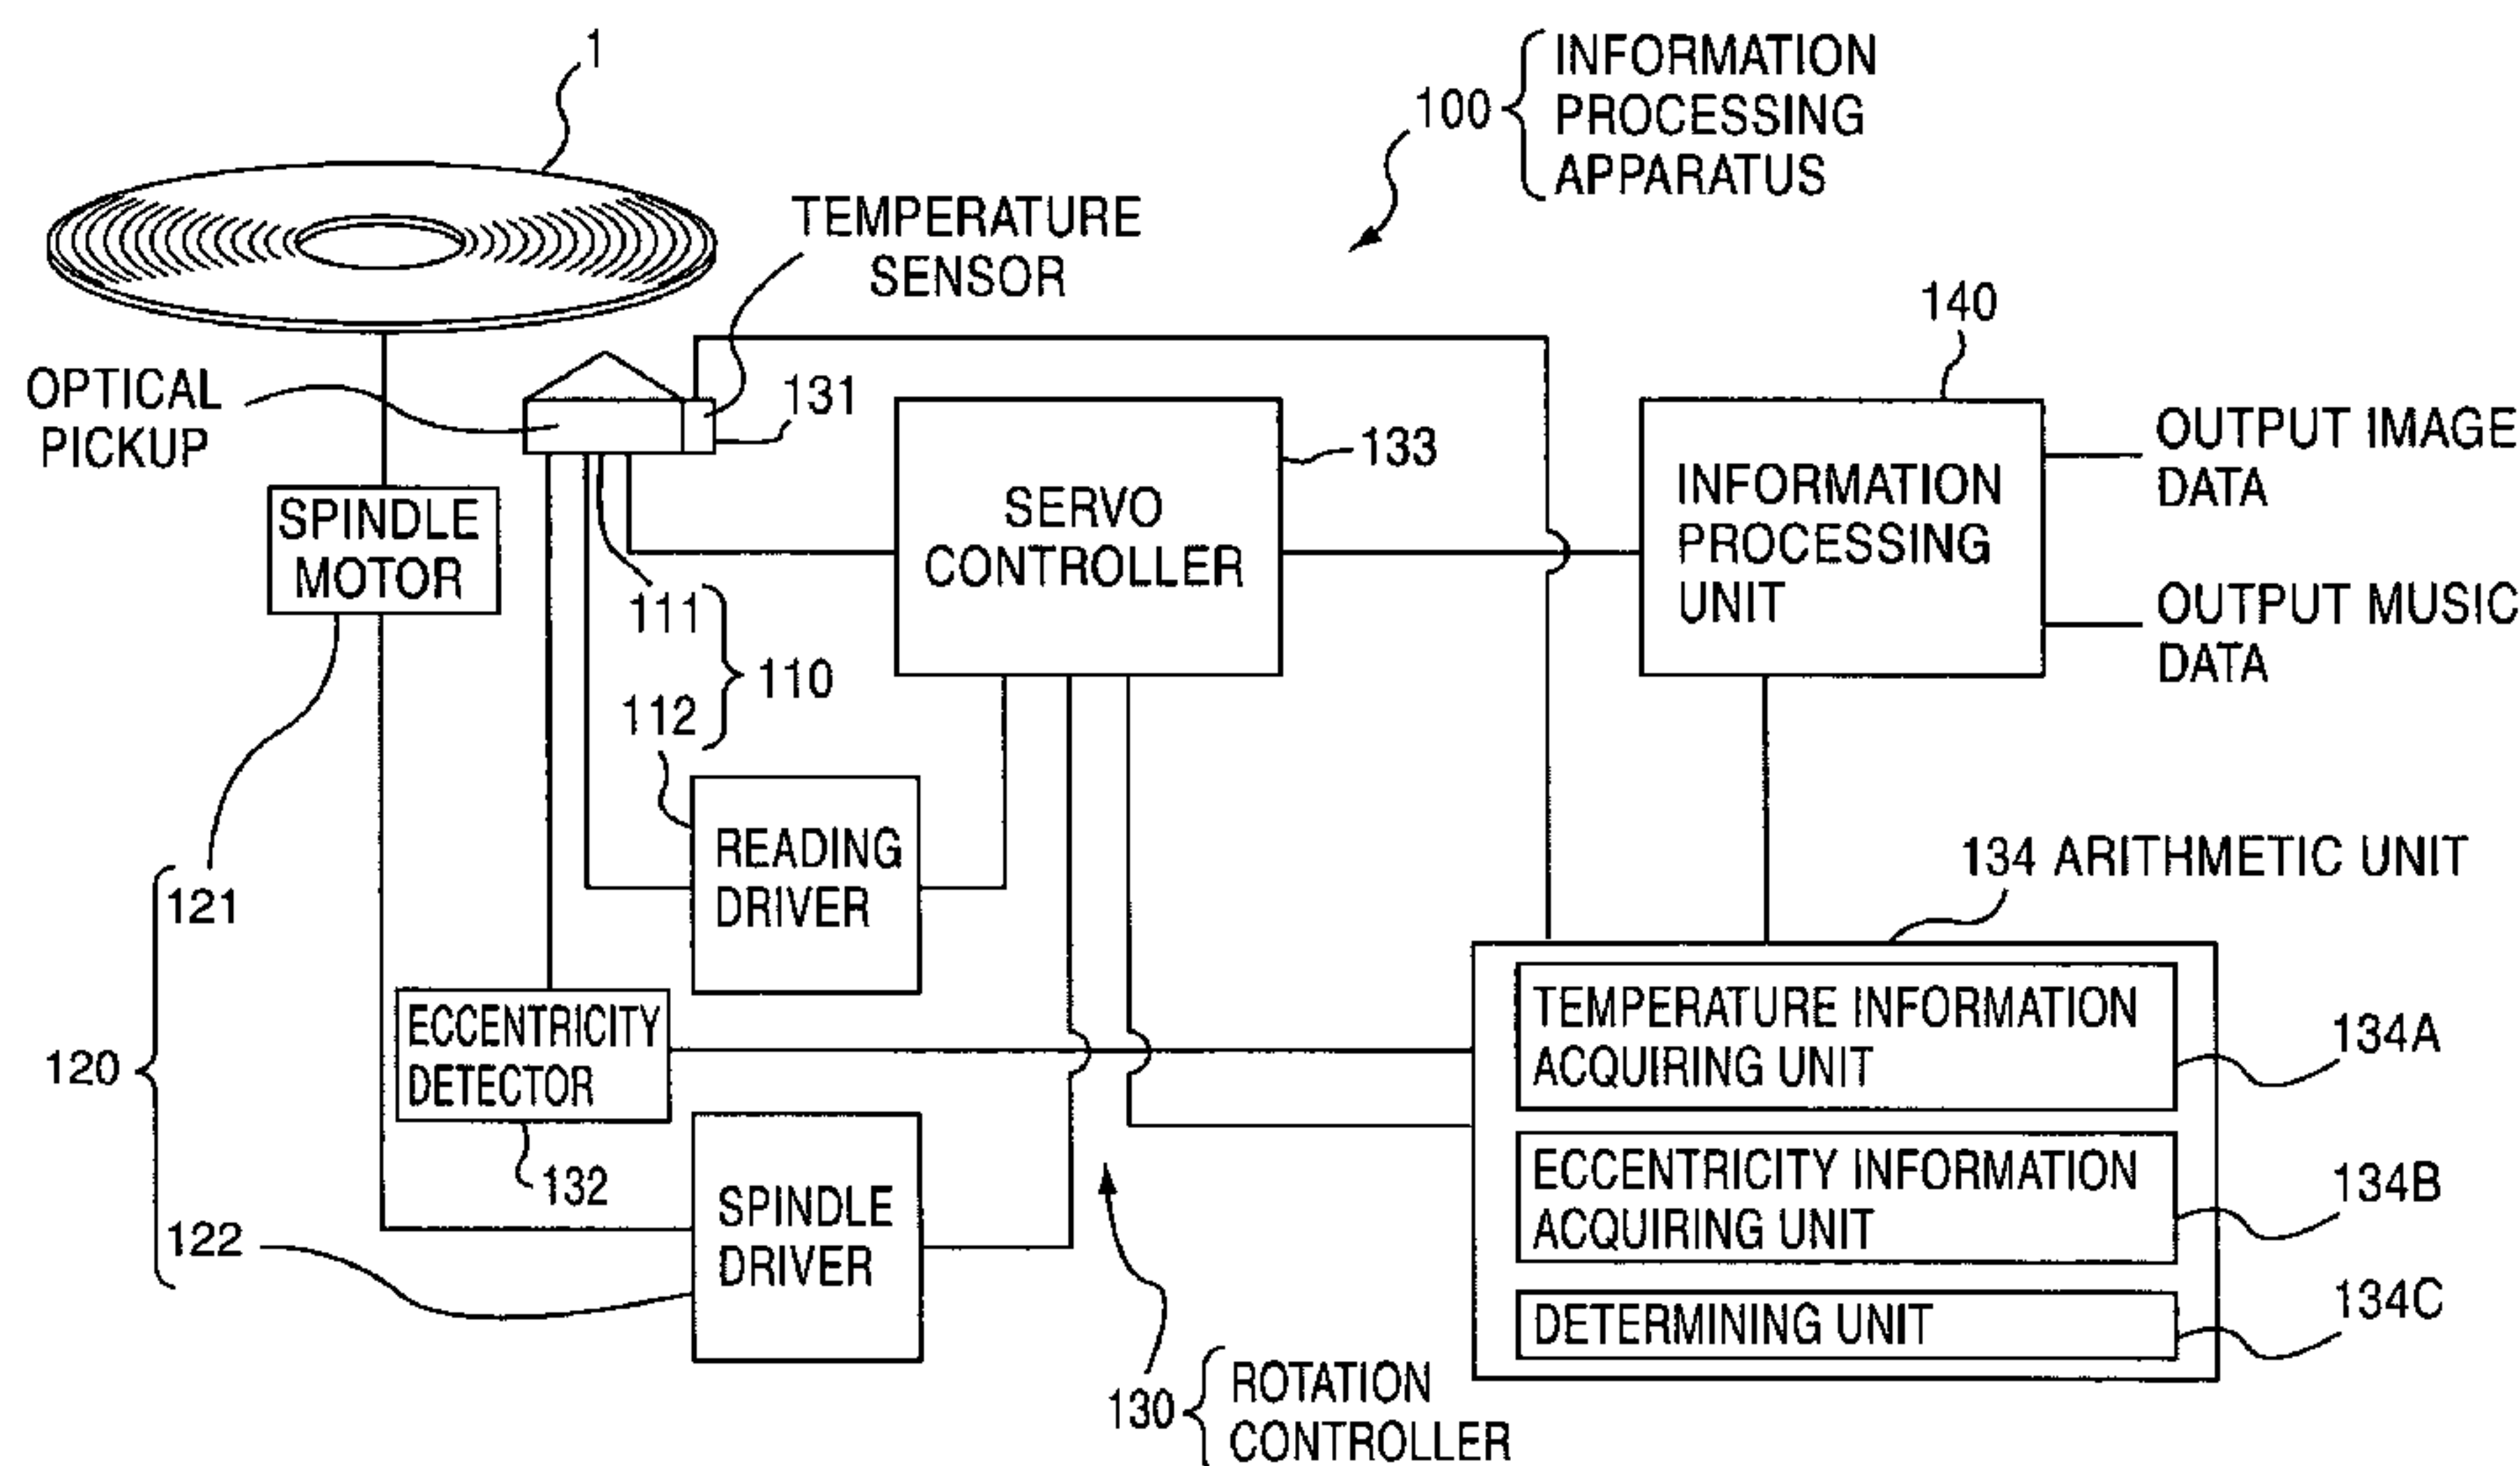 1
100
INFORMATION
PROCESSING
APPARATUS
TEMPERATURE
SENSOR
140
OPTICAL
PICKUP
131
133
SPINDLE
MOTOR
SERVO
CONTROLLER
INFORMATION
PROCESSING
UNIT
OUTPUT IMAGE
DATA
OUTPUT MUSIC
DATA
111
110
112
READING
DRIVER
134 ARITHMETIC UNIT
121
120
122
ECCENTRICITY
DETECTOR
132
SPINDLE
DRIVER
TEMPERATURE INFORMATION
ACQUIRING UNIT
134A
ECCENTRICITY INFORMATION
ACQUIRING UNIT
134B
DETERMINING UNIT
134C
130
ROTATION
CONTROLLER